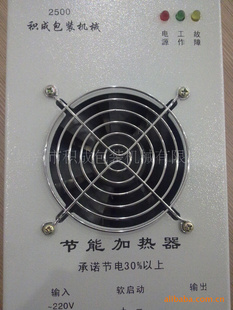 2500
积成包装机械
电源 工作 故障
节能加热器
承诺节电30%以上
输入 软启动 输出
~220V